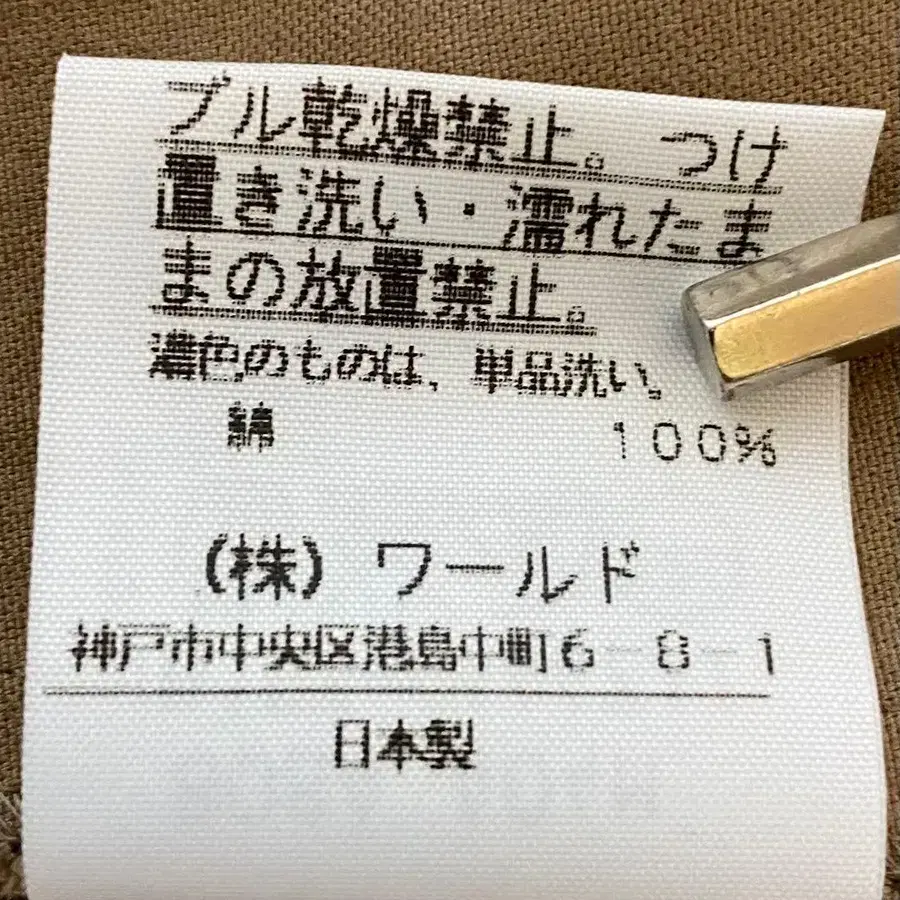 ブル乾燥禁止。つけ
置き洗い・濡れたま
まの放置禁止。
濃色のものは、単品洗い。
綿 100%
(株)ワールド
神戸市中央区港島中町6-8-1
日本製